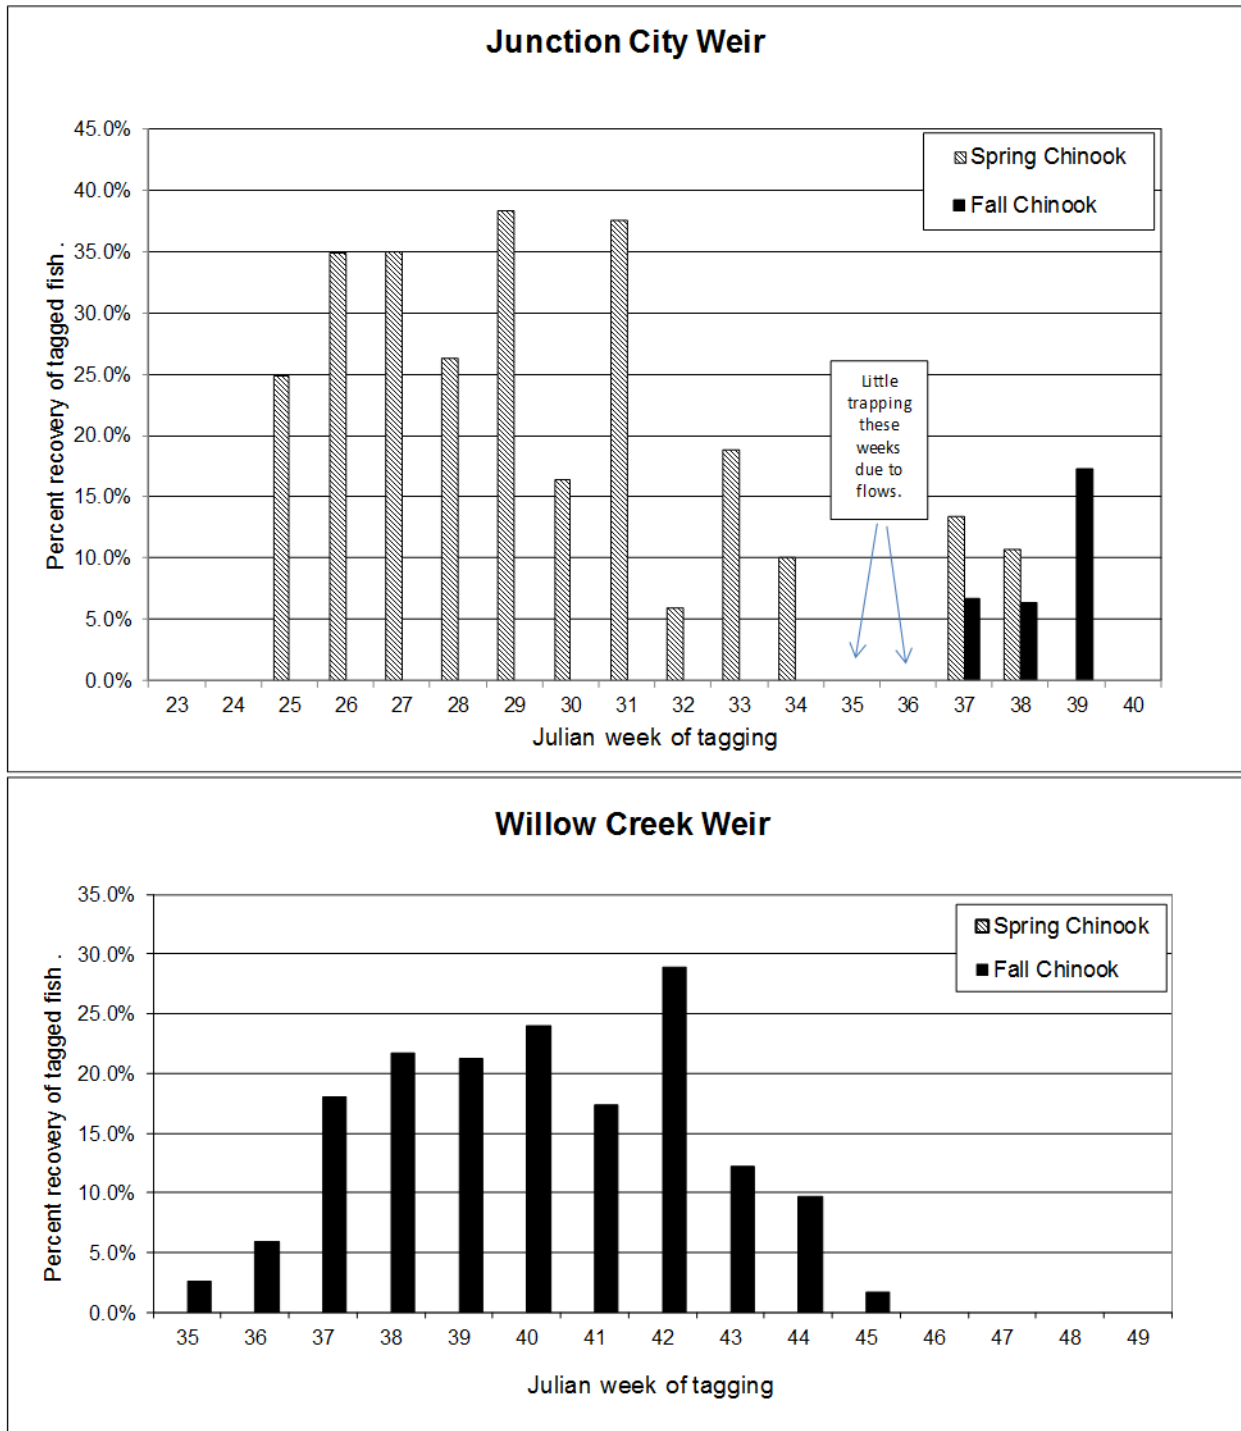 Junction City Weir
45.0%
40.0%
35.0%
30.0%
25.0%
20.0%
15.0%
10.0%
5.0%
0.0%
Percent recovery of tagged fish .
Spring Chinook
Fall Chinook
Little
trapping
these
weeks
due to
flows.
23 24 25 26 27 28 29 30 31 32 33 34 35 36 37 38 39 40
Julian week of tagging
Willow Creek Weir
35.0%
30.0%
25.0%
20.0%
15.0%
10.0%
5.0%
0.0%
Percent recovery of tagged fish .
Spring Chinook
Fall Chinook
35 36 37 38 39 40 41 42 43 44 45 46 47 48 49
Julian week of tagging